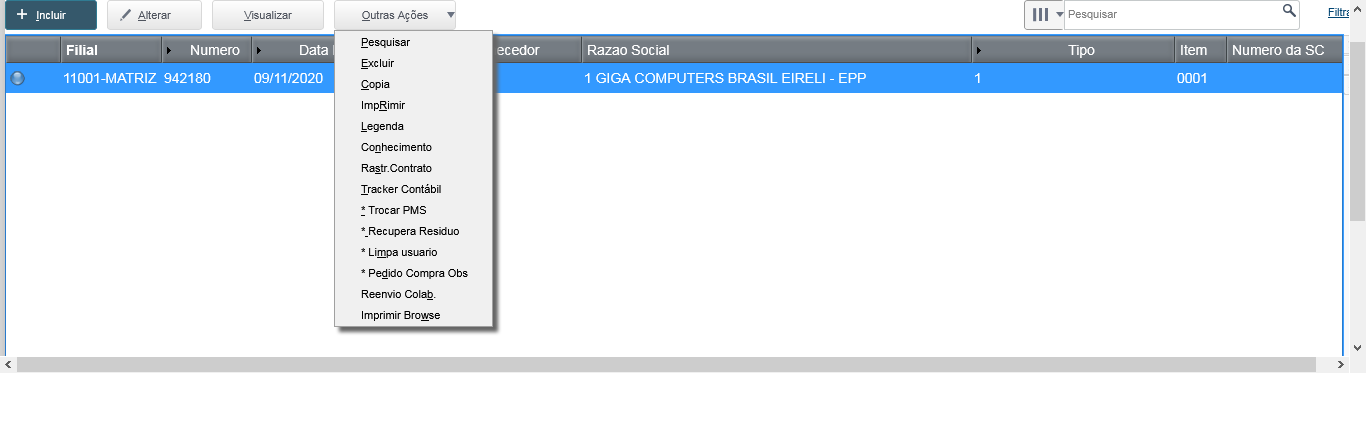 Incluir Alterar Visualizar Outras Ações Pesquisar Filtra
Filial Numero Data ecedor Razao Social Tipo Item Numero da SC
11001-MATRIZ 942180 09/11/2020 1 GIGA COMPUTERS BRASIL EIRELI - EPP 1 0001
Pesquisar
Excluir
Copia
ImpRimir
Legenda
Conhecimento
Rastr.Contrato
Tracker Contábil
* Trocar PMS
* Recupera Residuo
* Limpa usuario
* Pedido Compra Obs
Reenvio Colab.
Imprimir Browse